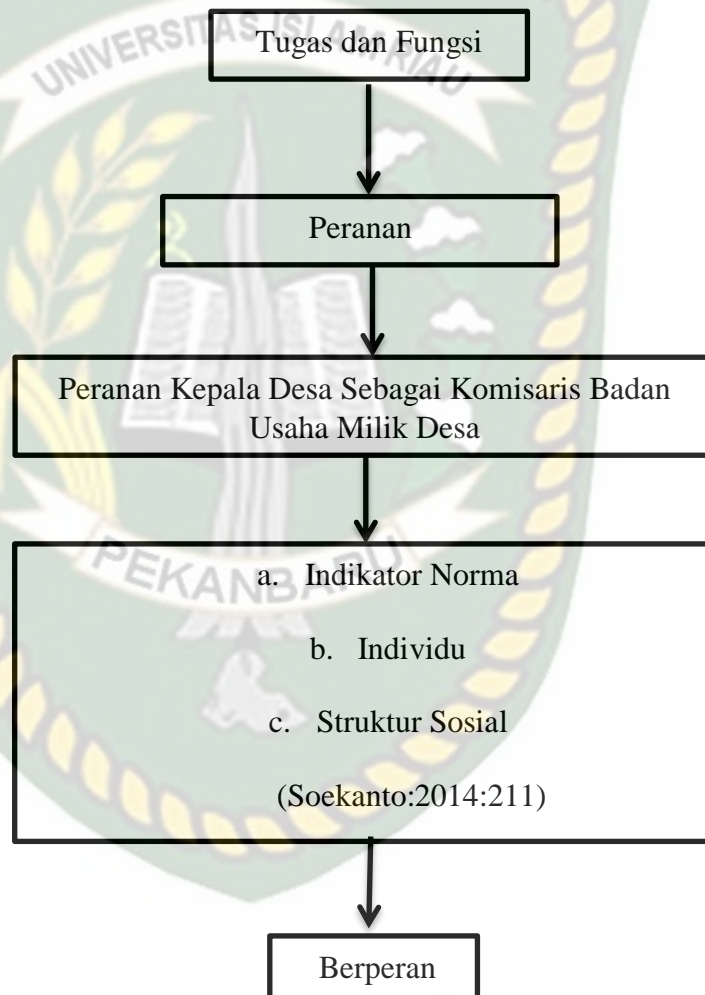 UNIVERSITAS ISLAM RIAU
Tugas dan Fungsi
Peranan
Peranan Kepala Desa Sebagai Komisaris Badan
Usaha Milik Desa
PEKANBARU
a. Indikator Norma
b. Individu
c. Struktur Sosial
(Soekanto:2014:211)
Berperan